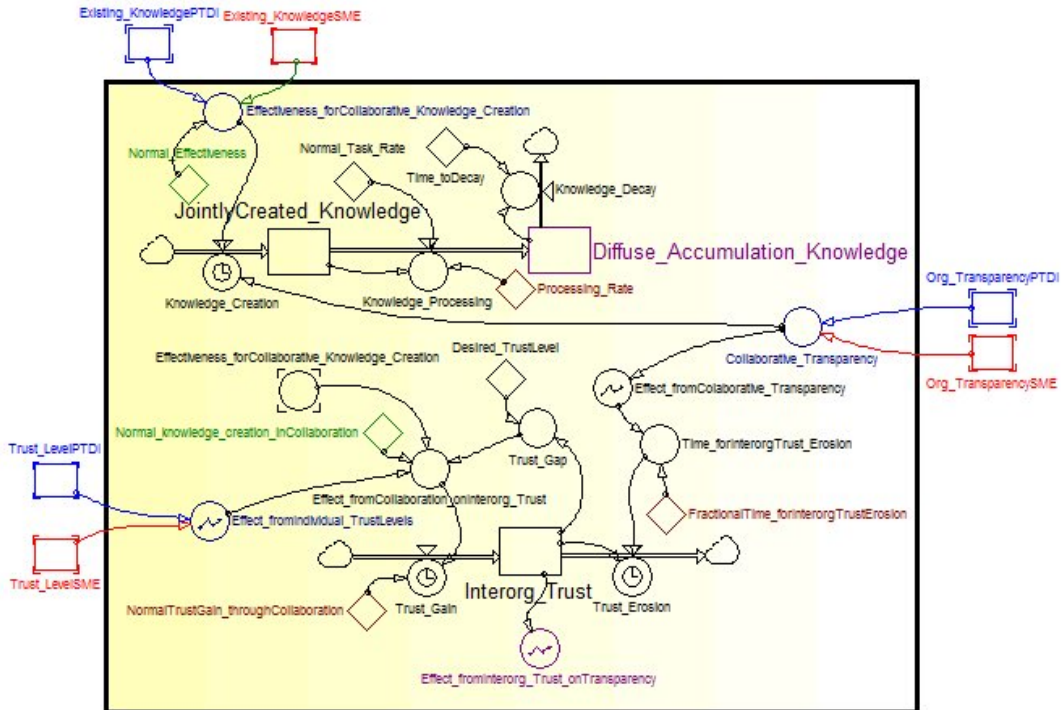 Existing_KnowledgePTDI
Existing_KnowledgeSME
Effectiveness_forCollaborative_Knowledge_Creation
Normal_Effectiveness
Normal_Task_Rate
Time_toDecay
Knowledge_Decay
JointlyCreated_Knowledge
Diffuse_Accumulation_Knowledge
Knowledge_Creation
Knowledge_Processing
Processing_Rate
Org_TransparencyPTDI
Collaborative_Transparency
Org_TransparencySME
Effectiveness_forCollaborative_Knowledge_Creation
Desired_TrustLevel
Effect_fromColaborative_Transparency
Normal_knowledge_creation_inCollaboration
Trust_Gap
Time_forInterorgTrust_Erosion
Trust_LevelPTDI
Effect_fromCollaboration_onInterorg_Trust
Effect_fromIndividual_TrustLevels
FractionalTime_forInterorgTrustErosion
Trust_LevelSME
Interorg_Trust
NormalTrustGain_throughCollaboration
Trust_Gain
Trust_Erosion
Effect_fromInterorg_Trust_onTransparency